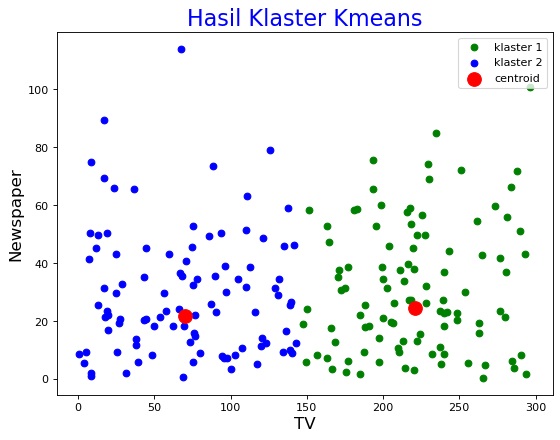 Hasil Klaster Kmeans
klaster 1
klaster 2
centroid
Newspaper
100
80
60
40
20
0
0 50 100 150 200 250 300
TV